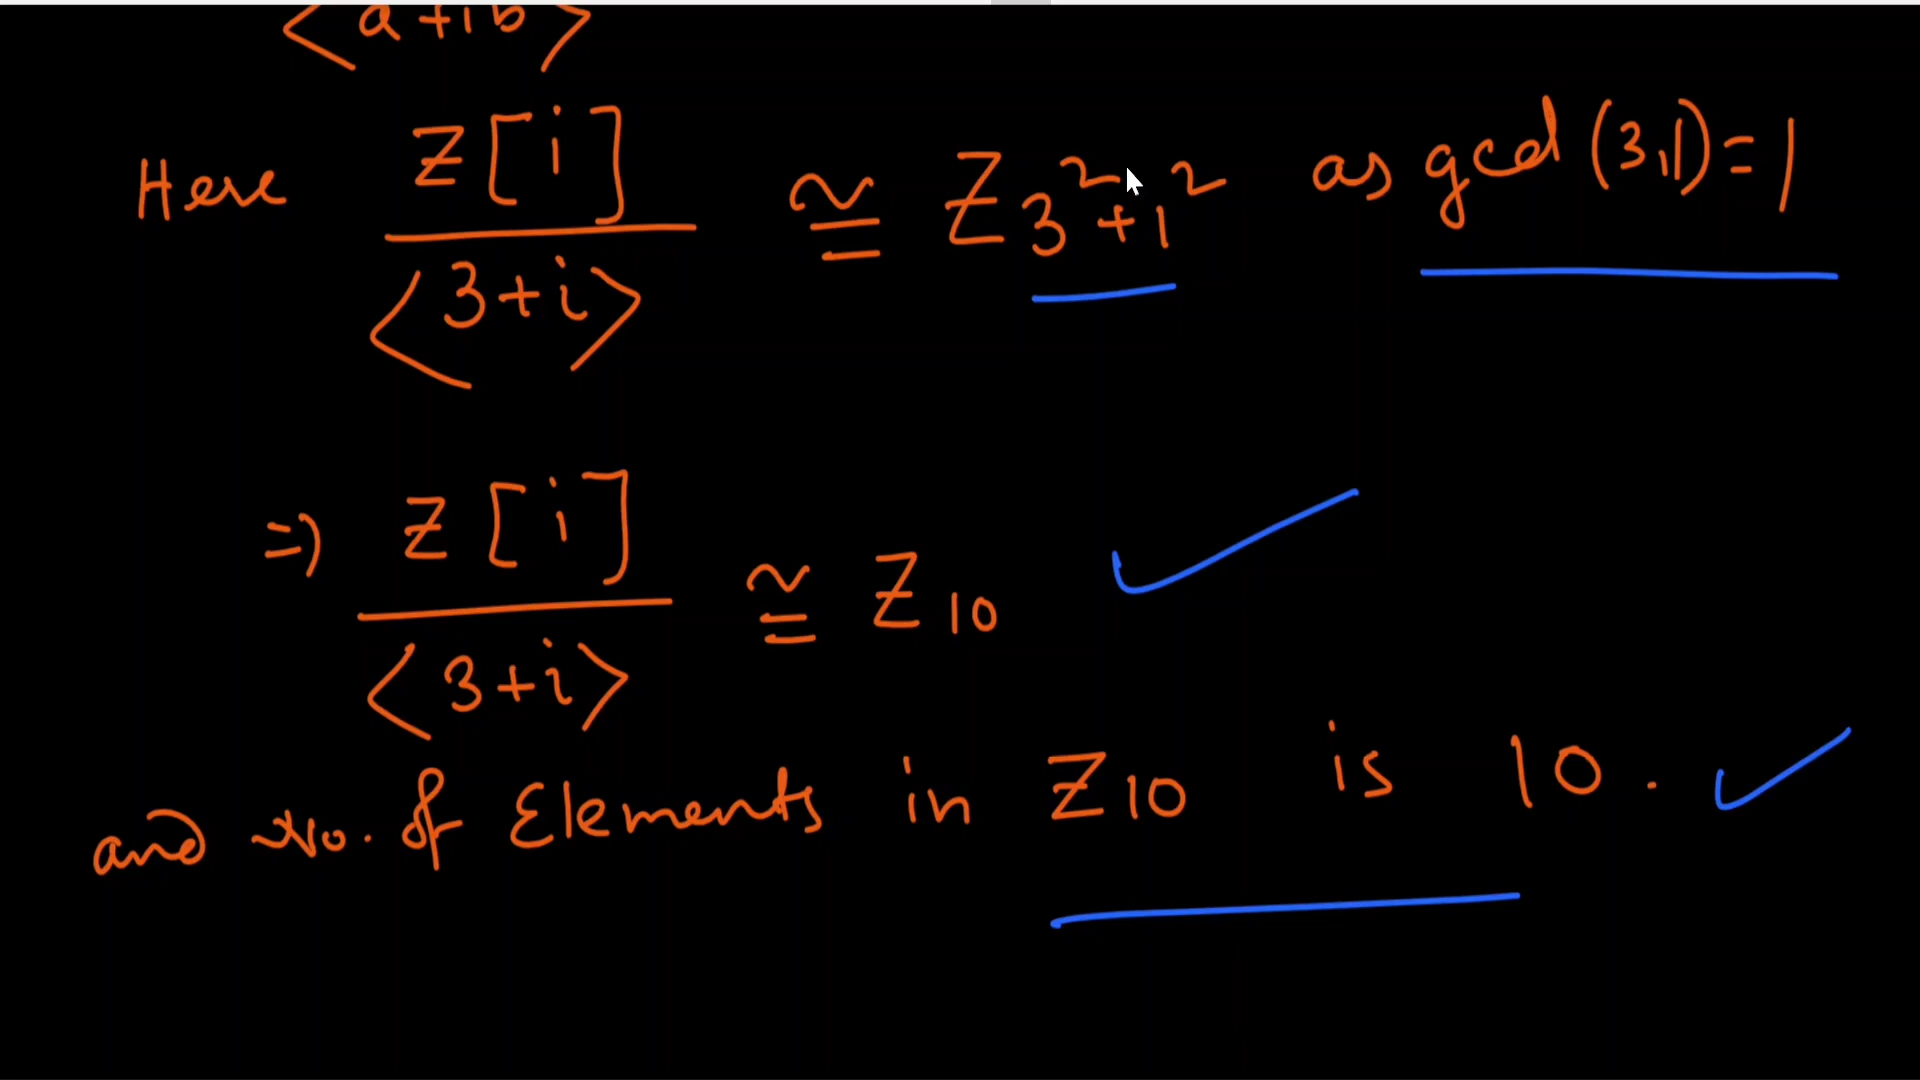 <a+ib>
Here Z[i] / <3+i> ≅ Z 3²+1² as gcd (3,1)=1
=) Z[i] / <3+i> ≅ Z10
and No. of Elements in Z10 is 10.